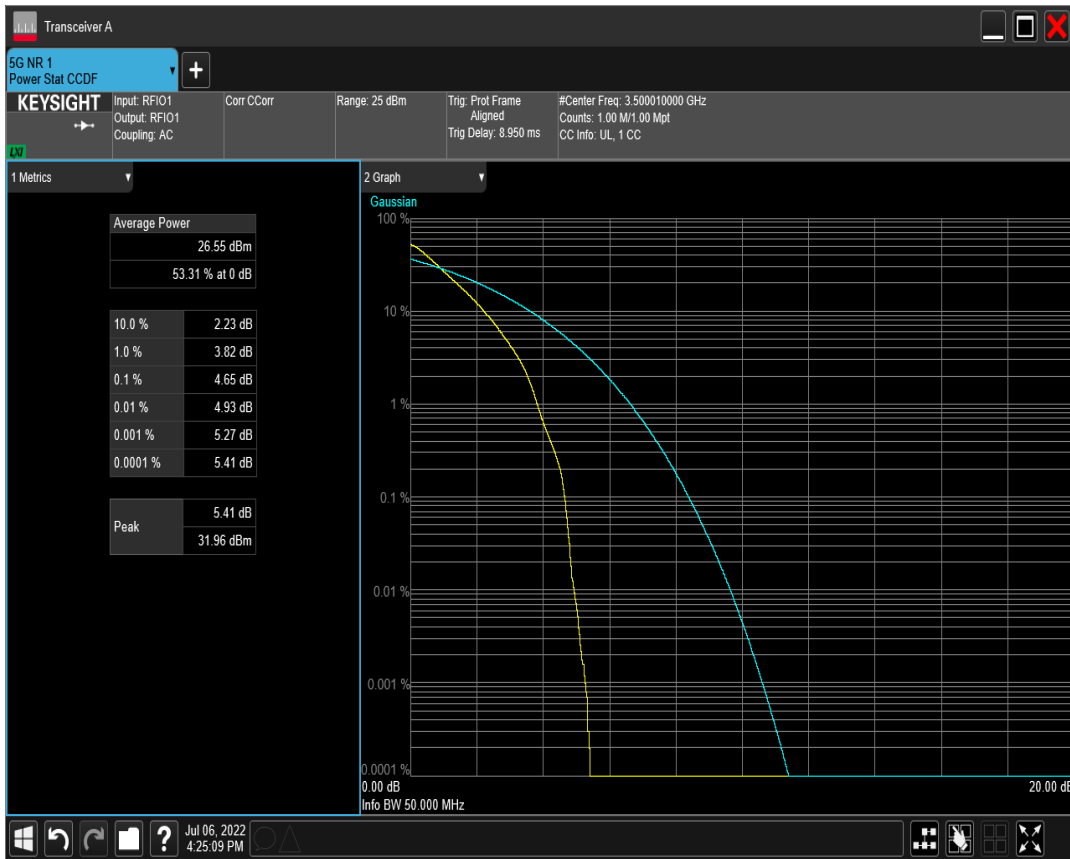 Transceiver A
5G NR 1
Power Stat CCDF
KEYSIGHT
LXI
Input: RFIO1
Output: RFIO1
Coupling: AC
Corr CCorr
Range: 25 dBm
Trig: Prot Frame
Aligned
Trig Delay: 8.950 ms
#Center Freq: 3.500010000 GHz
Counts: 1.00 M/1.00 Mpt
CC Info: UL, 1 CC
1 Metrics
Average Power
26.55 dBm
53.31 % at 0 dB
10.0 % 2.23 dB
1.0 % 3.82 dB
0.1 % 4.65 dB
0.01 % 4.93 dB
0.001 % 5.27 dB
0.0001 % 5.41 dB
Peak 5.41 dB
31.96 dBm
2 Graph
Gaussian
100 %
10 %
1 %
0.1 %
0.01 %
0.001 %
0.0001 %
0.00 dB 20.00 dB
Info BW 50.000 MHz
?
Jul 06, 2022
4:25:09 PM